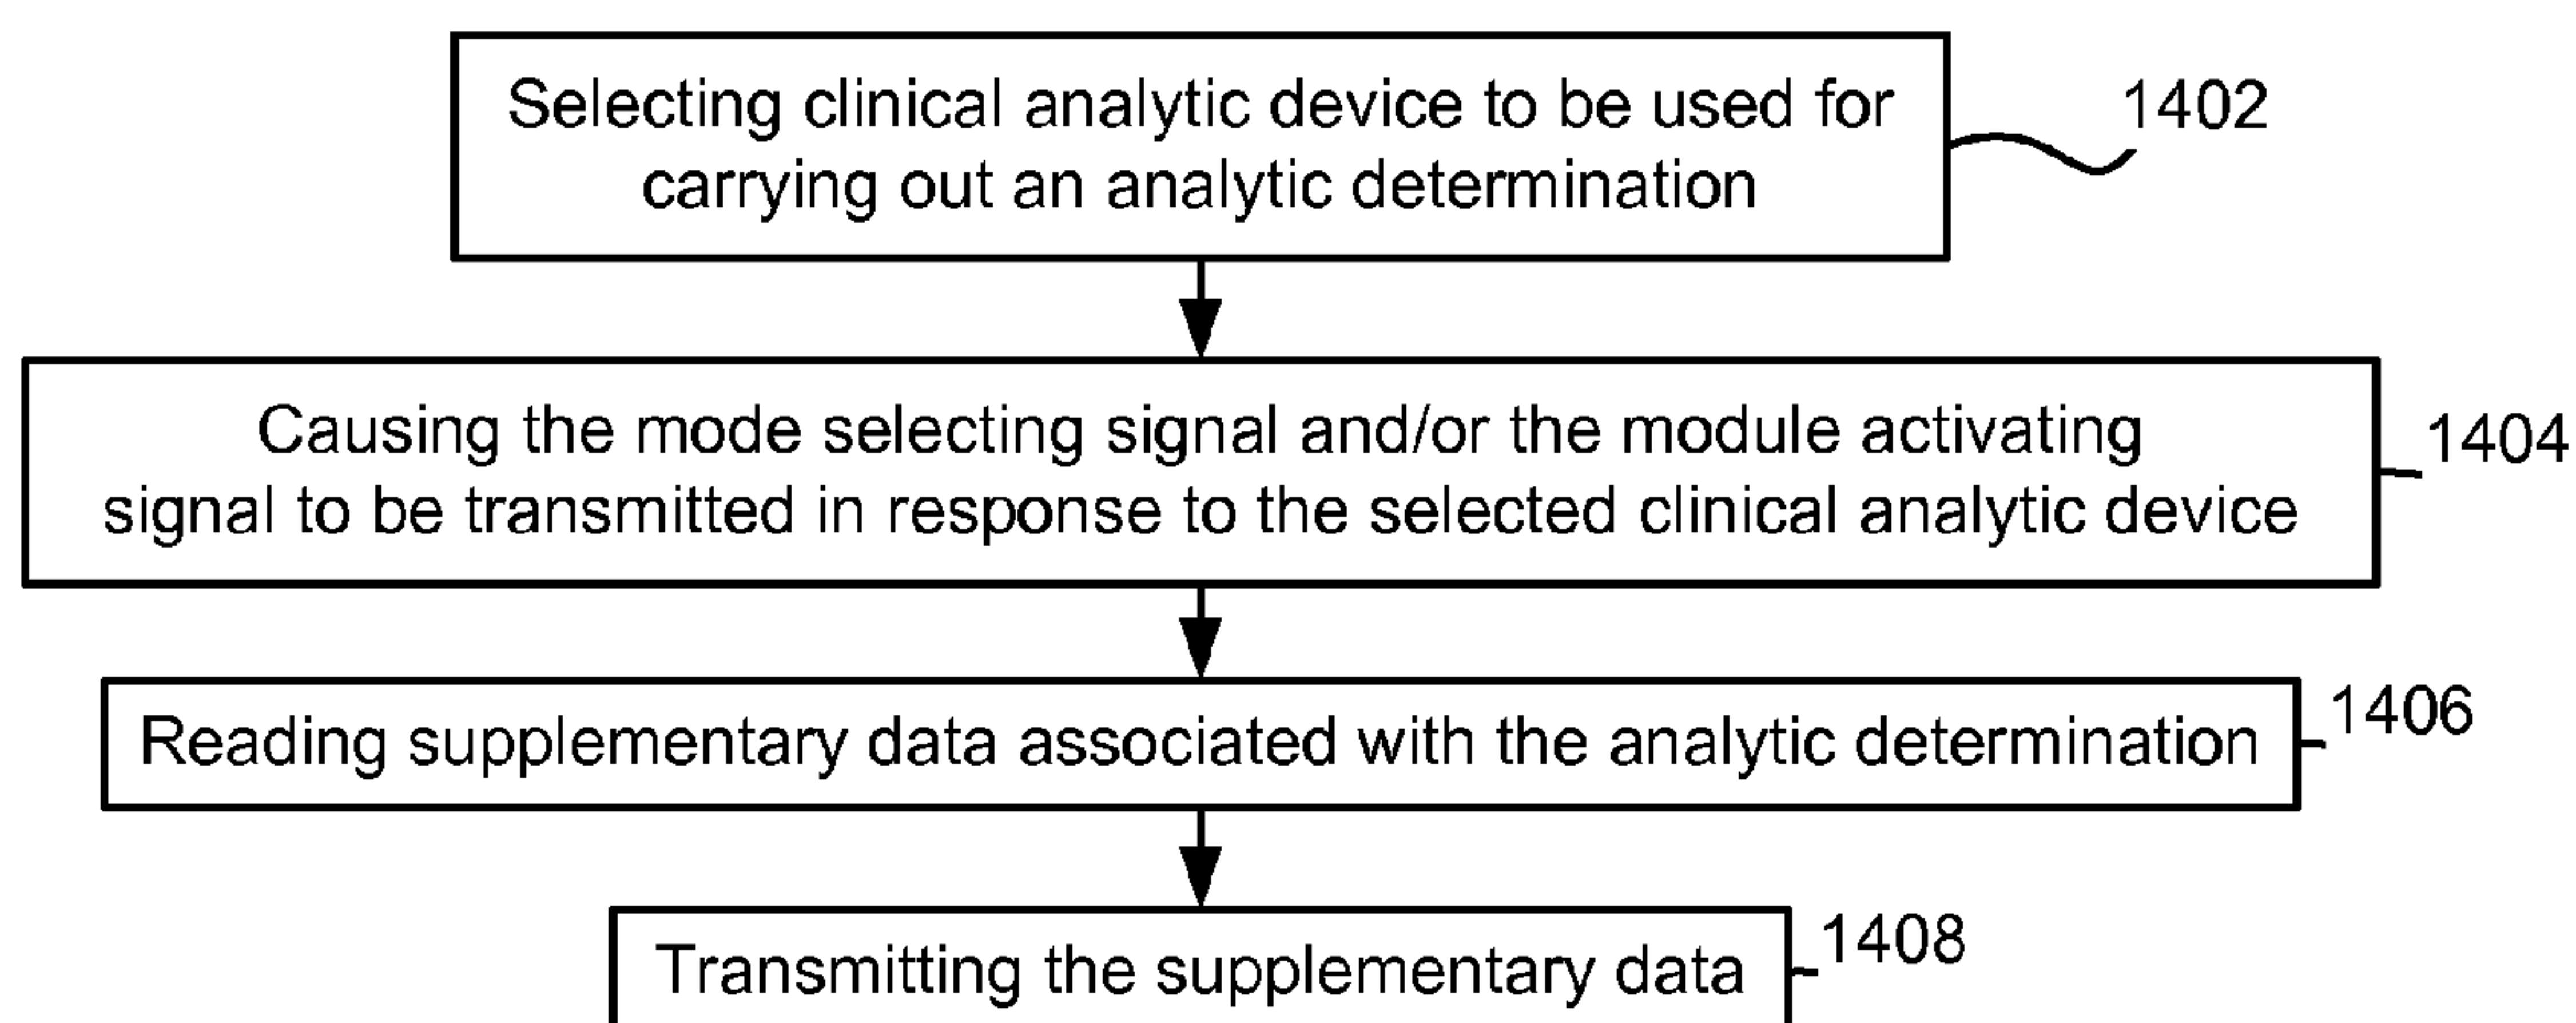 Selecting clinical analytic device to be used for
carrying out an analytic determination
1402
Causing the mode selecting signal and/or the module activating
signal to be transmitted in response to the selected clinical analytic device
1404
Reading supplementary data associated with the analytic determination
1406
Transmitting the supplementary data
1408